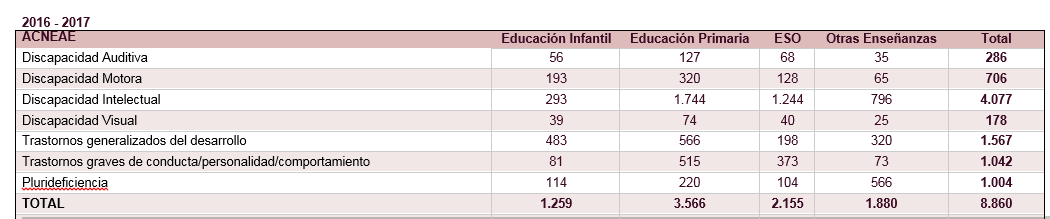 2016 - 2017
ACNEAE Educación Infantil Educación Primaria ESO Otras Enseñanzas Total
Discapacidad Auditiva 56 127 68 35 286
Discapacidad Motora 193 320 128 65 706
Discapacidad Intelectual 293 1.744 1.244 796 4.077
Discapacidad Visual 39 74 40 25 178
Trastornos generalizados del desarrollo 483 566 198 320 1.567
Trastornos graves de conducta/personalidad/comportamiento 81 515 373 73 1.042
Plurideficiencia 114 220 104 566 1.004
TOTAL 1.259 3.566 2.155 1.880 8.860